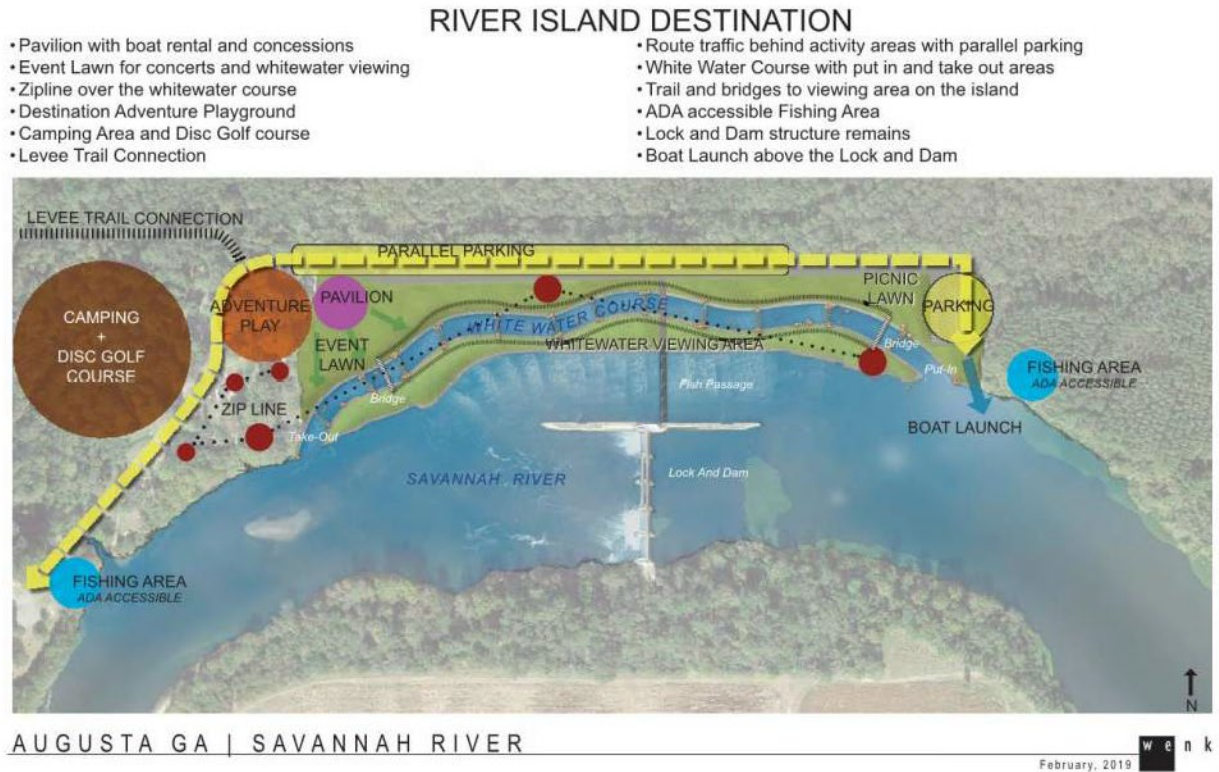 RIVER ISLAND DESTINATION
• Pavilion with boat rental and concessions
• Event Lawn for concerts and whitewater viewing
• Zipline over the whitewater course
• Destination Adventure Playground
• Camping Area and Disc Golf course
• Levee Trail Connection
• Route traffic behind activity areas with parallel parking
• White Water Course with put in and take out areas
• Trail and bridges to viewing area on the island
• ADA accessible Fishing Area
• Lock and Dam structure remains
• Boat Launch above the Lock and Dam
LEVEE TRAIL CONNECTION
PARALLEL PARKING
PICNIC
LAWN
PARKING
ADVENTURE
PLAY
PAVILION
CAMPING
+
DISC GOLF
COURSE
WHITE WATER COURSE
EVENT
LAWN
WHITEWATER VIEWING AREA
Bridge
Bridge
Put-In
FISHING AREA
ADA ACCESSIBLE
Fish Passage
ZIP LINE
Take-Out
BOAT LAUNCH
SAVANNAH RIVER
Lock And Dam
FISHING AREA
ADA ACCESSIBLE
N
AUGUSTA GA | SAVANNAH RIVER
wenk
February, 2019